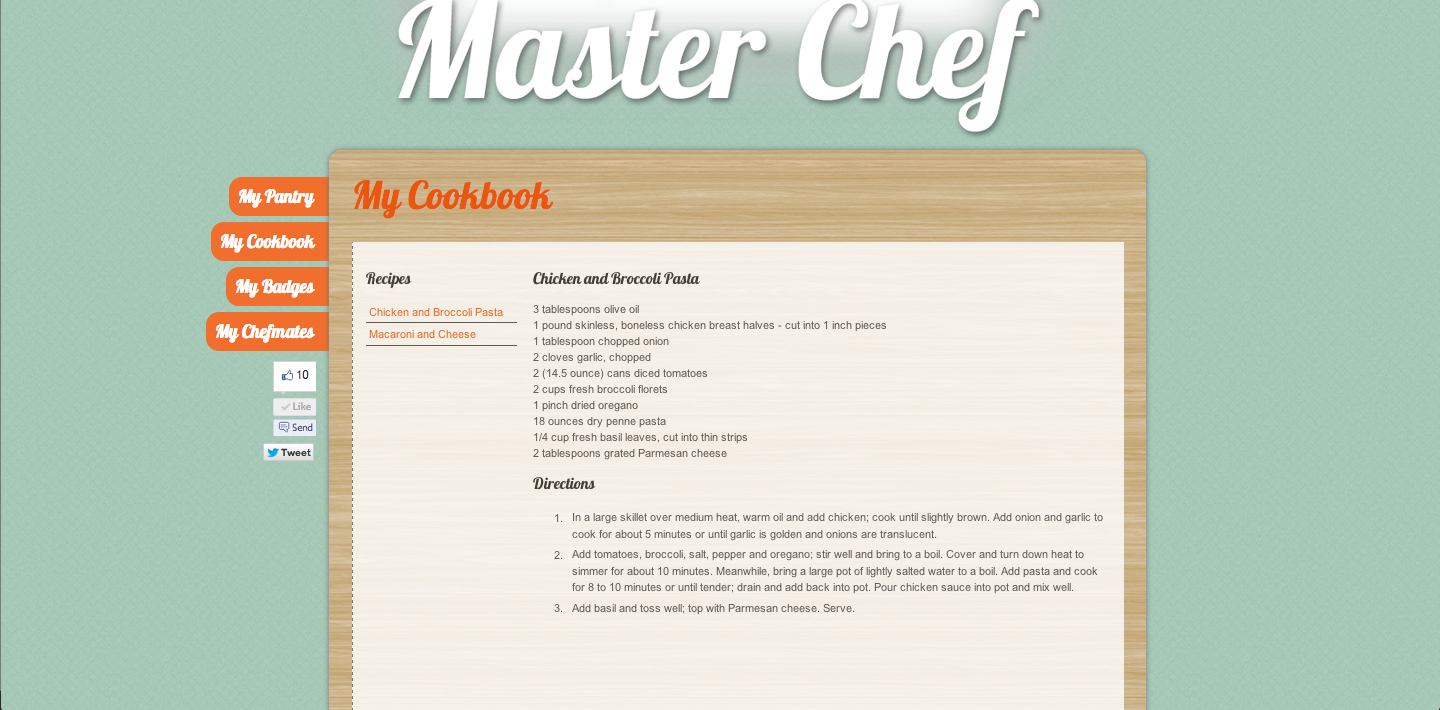 Master Chef
My Pantry
My Cookbook
My Badges
My Chefmates
10
Like
Send
Tweet
My Cookbook
Recipes
Chicken and Broccoli Pasta
Macaroni and Cheese
Chicken and Broccoli Pasta
3 tablespoons olive oil
1 pound skinless, boneless chicken breast halves - cut into 1 inch pieces
1 tablespoon chopped onion
2 cloves garlic, chopped
2 (14.5 ounce) cans diced tomatoes
2 cups fresh broccoli florets
1 pinch dried oregano
18 ounces dry penne pasta
1/4 cup fresh basil leaves, cut into thin strips
2 tablespoons grated Parmesan cheese
Directions
1. In a large skillet over medium heat, warm oil and add chicken; cook until slightly brown. Add onion and garlic to
cook for about 5 minutes or until garlic is golden and onions are translucent.
2. Add tomatoes, broccoli, salt, pepper and oregano; stir well and bring to a boil. Cover and turn down heat to
simmer for about 10 minutes. Meanwhile, bring a large pot of lightly salted water to a boil. Add pasta and cook
for 8 to 10 minutes or until tender; drain and add back into pot. Pour chicken sauce into pot and mix well.
3. Add basil and toss well; top with Parmesan cheese. Serve.